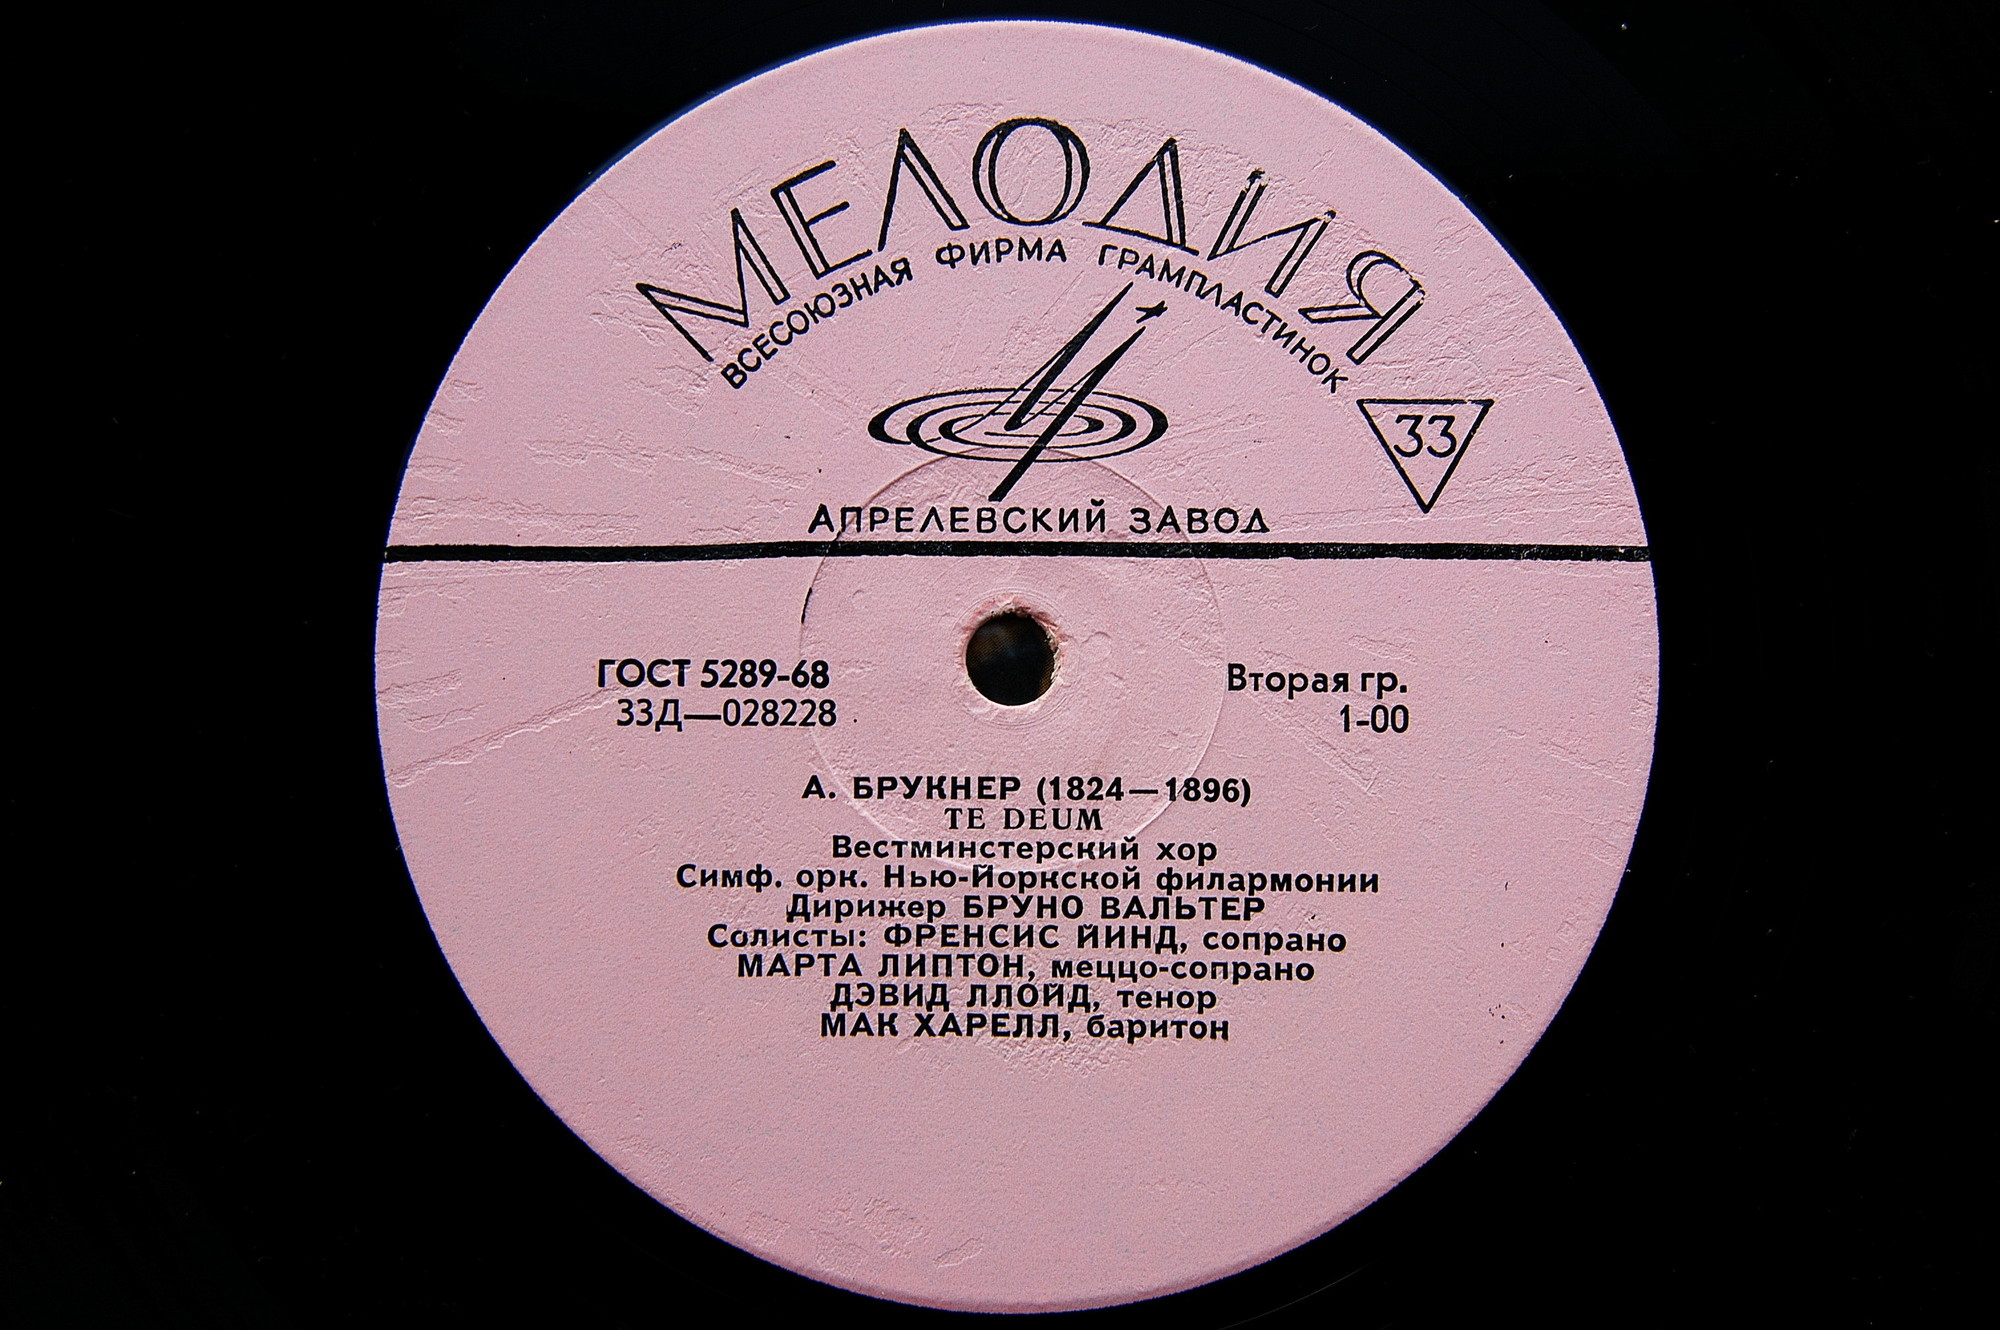 МЕЛОДИЯ
ВСЕСОЮЗНАЯ ФИРМА ГРАМПЛАСТИНОК
33
АПРЕЛЕВСКИЙ ЗАВОД
ГОСТ 5289-68
33Д—028228
Вторая гр.
1-00
А. БРУКНЕР (1824—1896)
TE DEUM
Вестминстерский хор
Симф. орк. Нью-Йоркской филармонии
Дирижер БРУНО ВАЛЬТЕР
Солисты: ФРЕНСИС ЙИНД, сопрано
МАРТА ЛИПТОН, меццо-сопрано
ДЭВИД ЛЛОЙД, тенор
МАК ХАРЕЛЛ, баритон